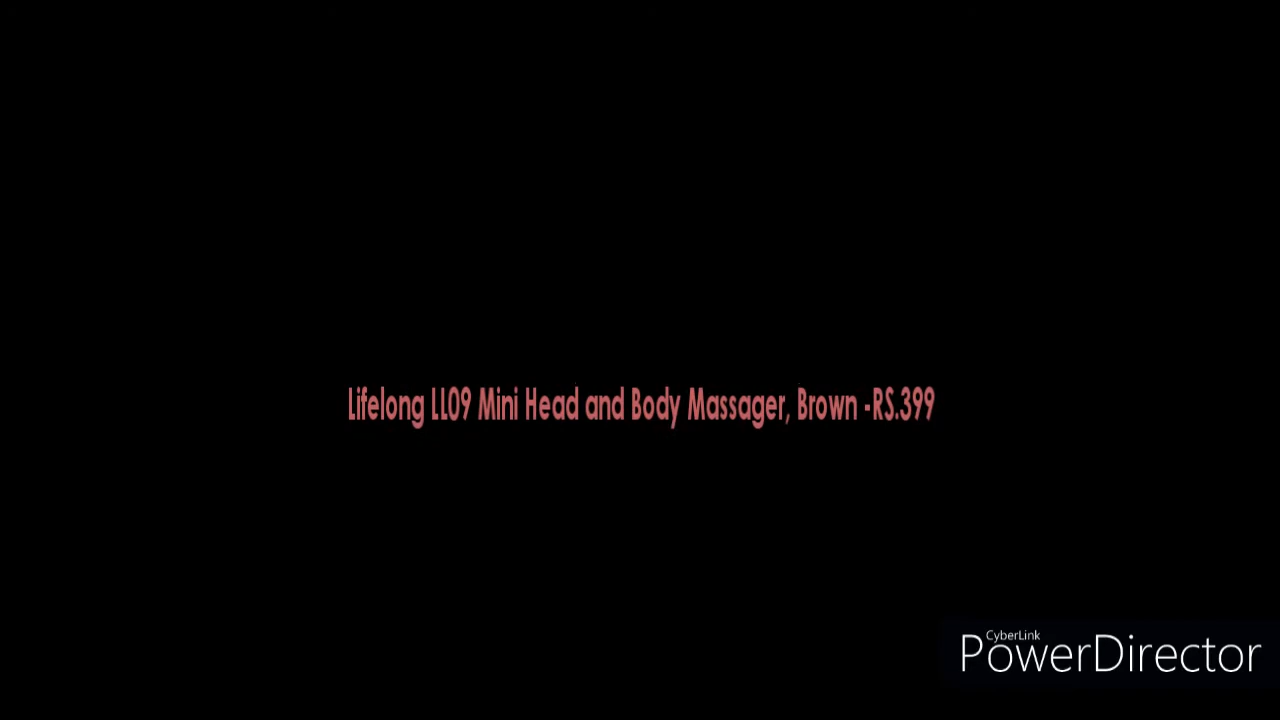 Lifelong LL09 Mini Head and Body Massager, Brown -RS.399
CyberLink
PowerDirector